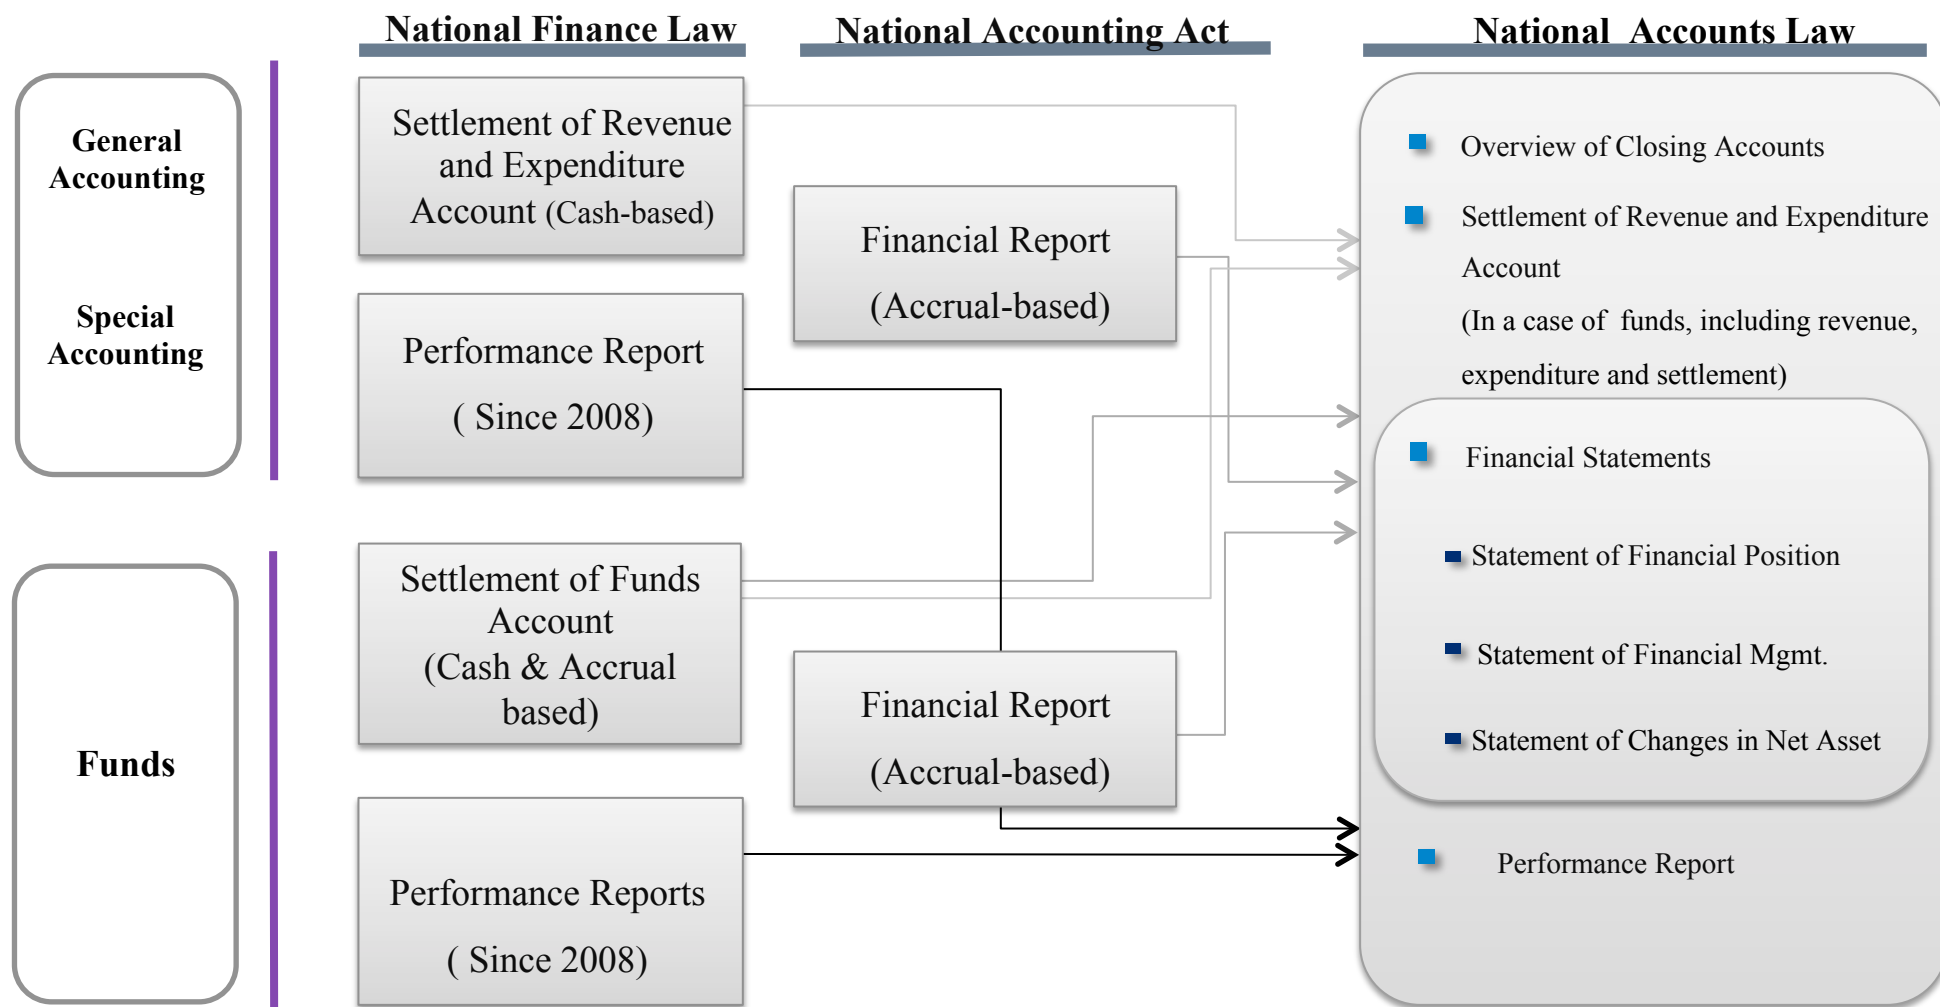 National Finance Law
National Accounting Act
National  Accounts Law
General
Accounting
Special
Accounting
Settlement of Revenue
and Expenditure
Account (Cash-based)
Performance Report
( Since 2008)
Financial Report
(Accrual-based)
Funds
Settlement of Funds
Account
(Cash & Accrual
based)
Performance Reports
( Since 2008)
Financial Report
(Accrual-based)
Overview of Closing Accounts
Settlement of Revenue and Expenditure
Account
(In a case of  funds, including revenue,
expenditure and settlement)
Financial Statements
Statement of Financial Position
Statement of Financial Mgmt.
Statement of Changes in Net Asset
Performance Report